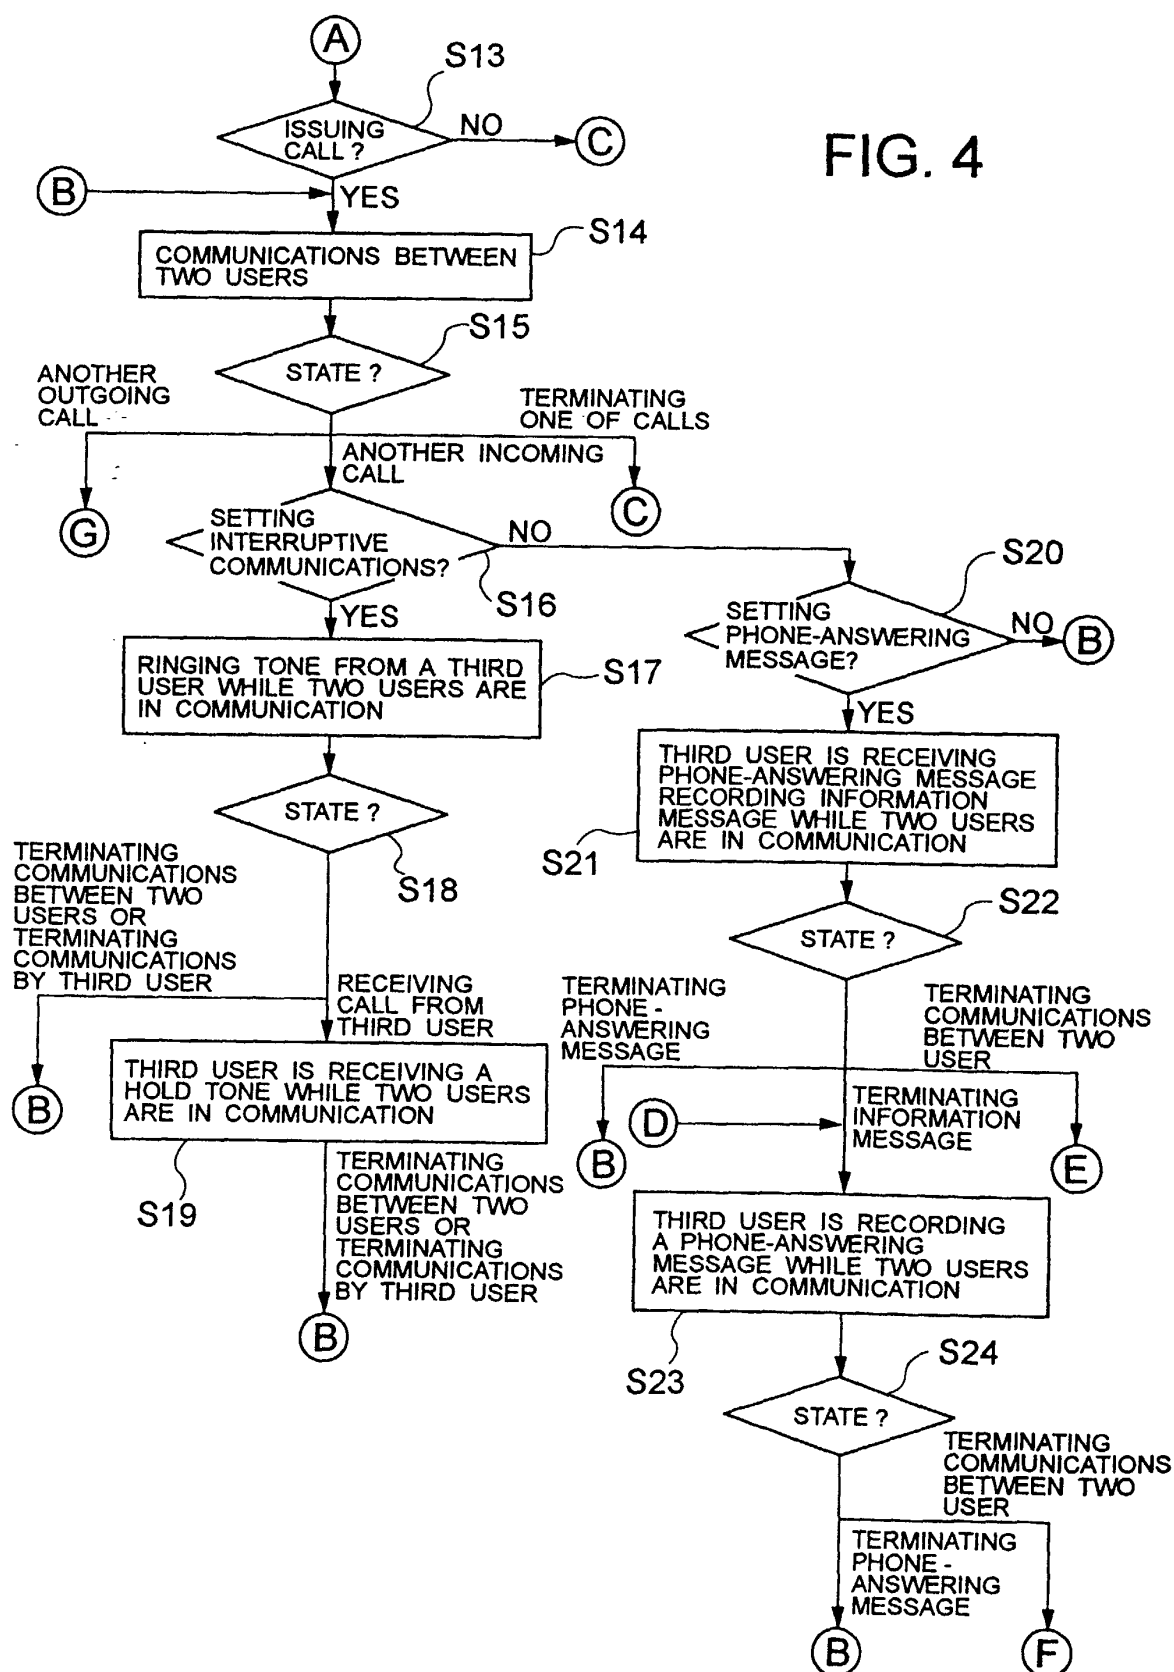 A
S13
ISSUING
CALL ?
NO
C
FIG. 4
B
YES
S14
COMMUNICATIONS BETWEEN
TWO USERS
S15
STATE ?
ANOTHER
OUTGOING
CALL
TERMINATING
ONE OF CALLS
ANOTHER INCOMING
CALL
G
C
SETTING
INTERRUPTIVE
COMMUNICATIONS?
NO
S16
YES
S20
SETTING
PHONE-ANSWERING
MESSAGE?
NO
B
YES
RINGING TONE FROM A THIRD
USER WHILE TWO USERS ARE
IN COMMUNICATION
S17
STATE ?
S18
THIRD USER IS RECEIVING
PHONE-ANSWERING MESSAGE
RECORDING INFORMATION
MESSAGE WHILE TWO USERS
ARE IN COMMUNICATION
S21
TERMINATING
COMMUNICATIONS
BETWEEN TWO
USERS OR
TERMINATING
COMMUNICATIONS
BY THIRD USER
RECEIVING
CALL FROM
THIRD USER
B
S22
STATE ?
TERMINATING
PHONE -
ANSWERING
MESSAGE
TERMINATING
COMMUNICATIONS
BETWEEN TWO
USER
THIRD USER IS RECEIVING A
HOLD TONE WHILE TWO USERS
ARE IN COMMUNICATION
S19
D
TERMINATING
INFORMATION
MESSAGE
B
E
TERMINATING
COMMUNICATIONS
BETWEEN TWO
USERS OR
TERMINATING
COMMUNICATIONS
BY THIRD USER
B
THIRD USER IS RECORDING
A PHONE-ANSWERING
MESSAGE WHILE TWO USERS
ARE IN COMMUNICATION
S23
S24
STATE ?
TERMINATING
COMMUNICATIONS
BETWEEN TWO
USER
TERMINATING
PHONE -
ANSWERING
MESSAGE
B
F